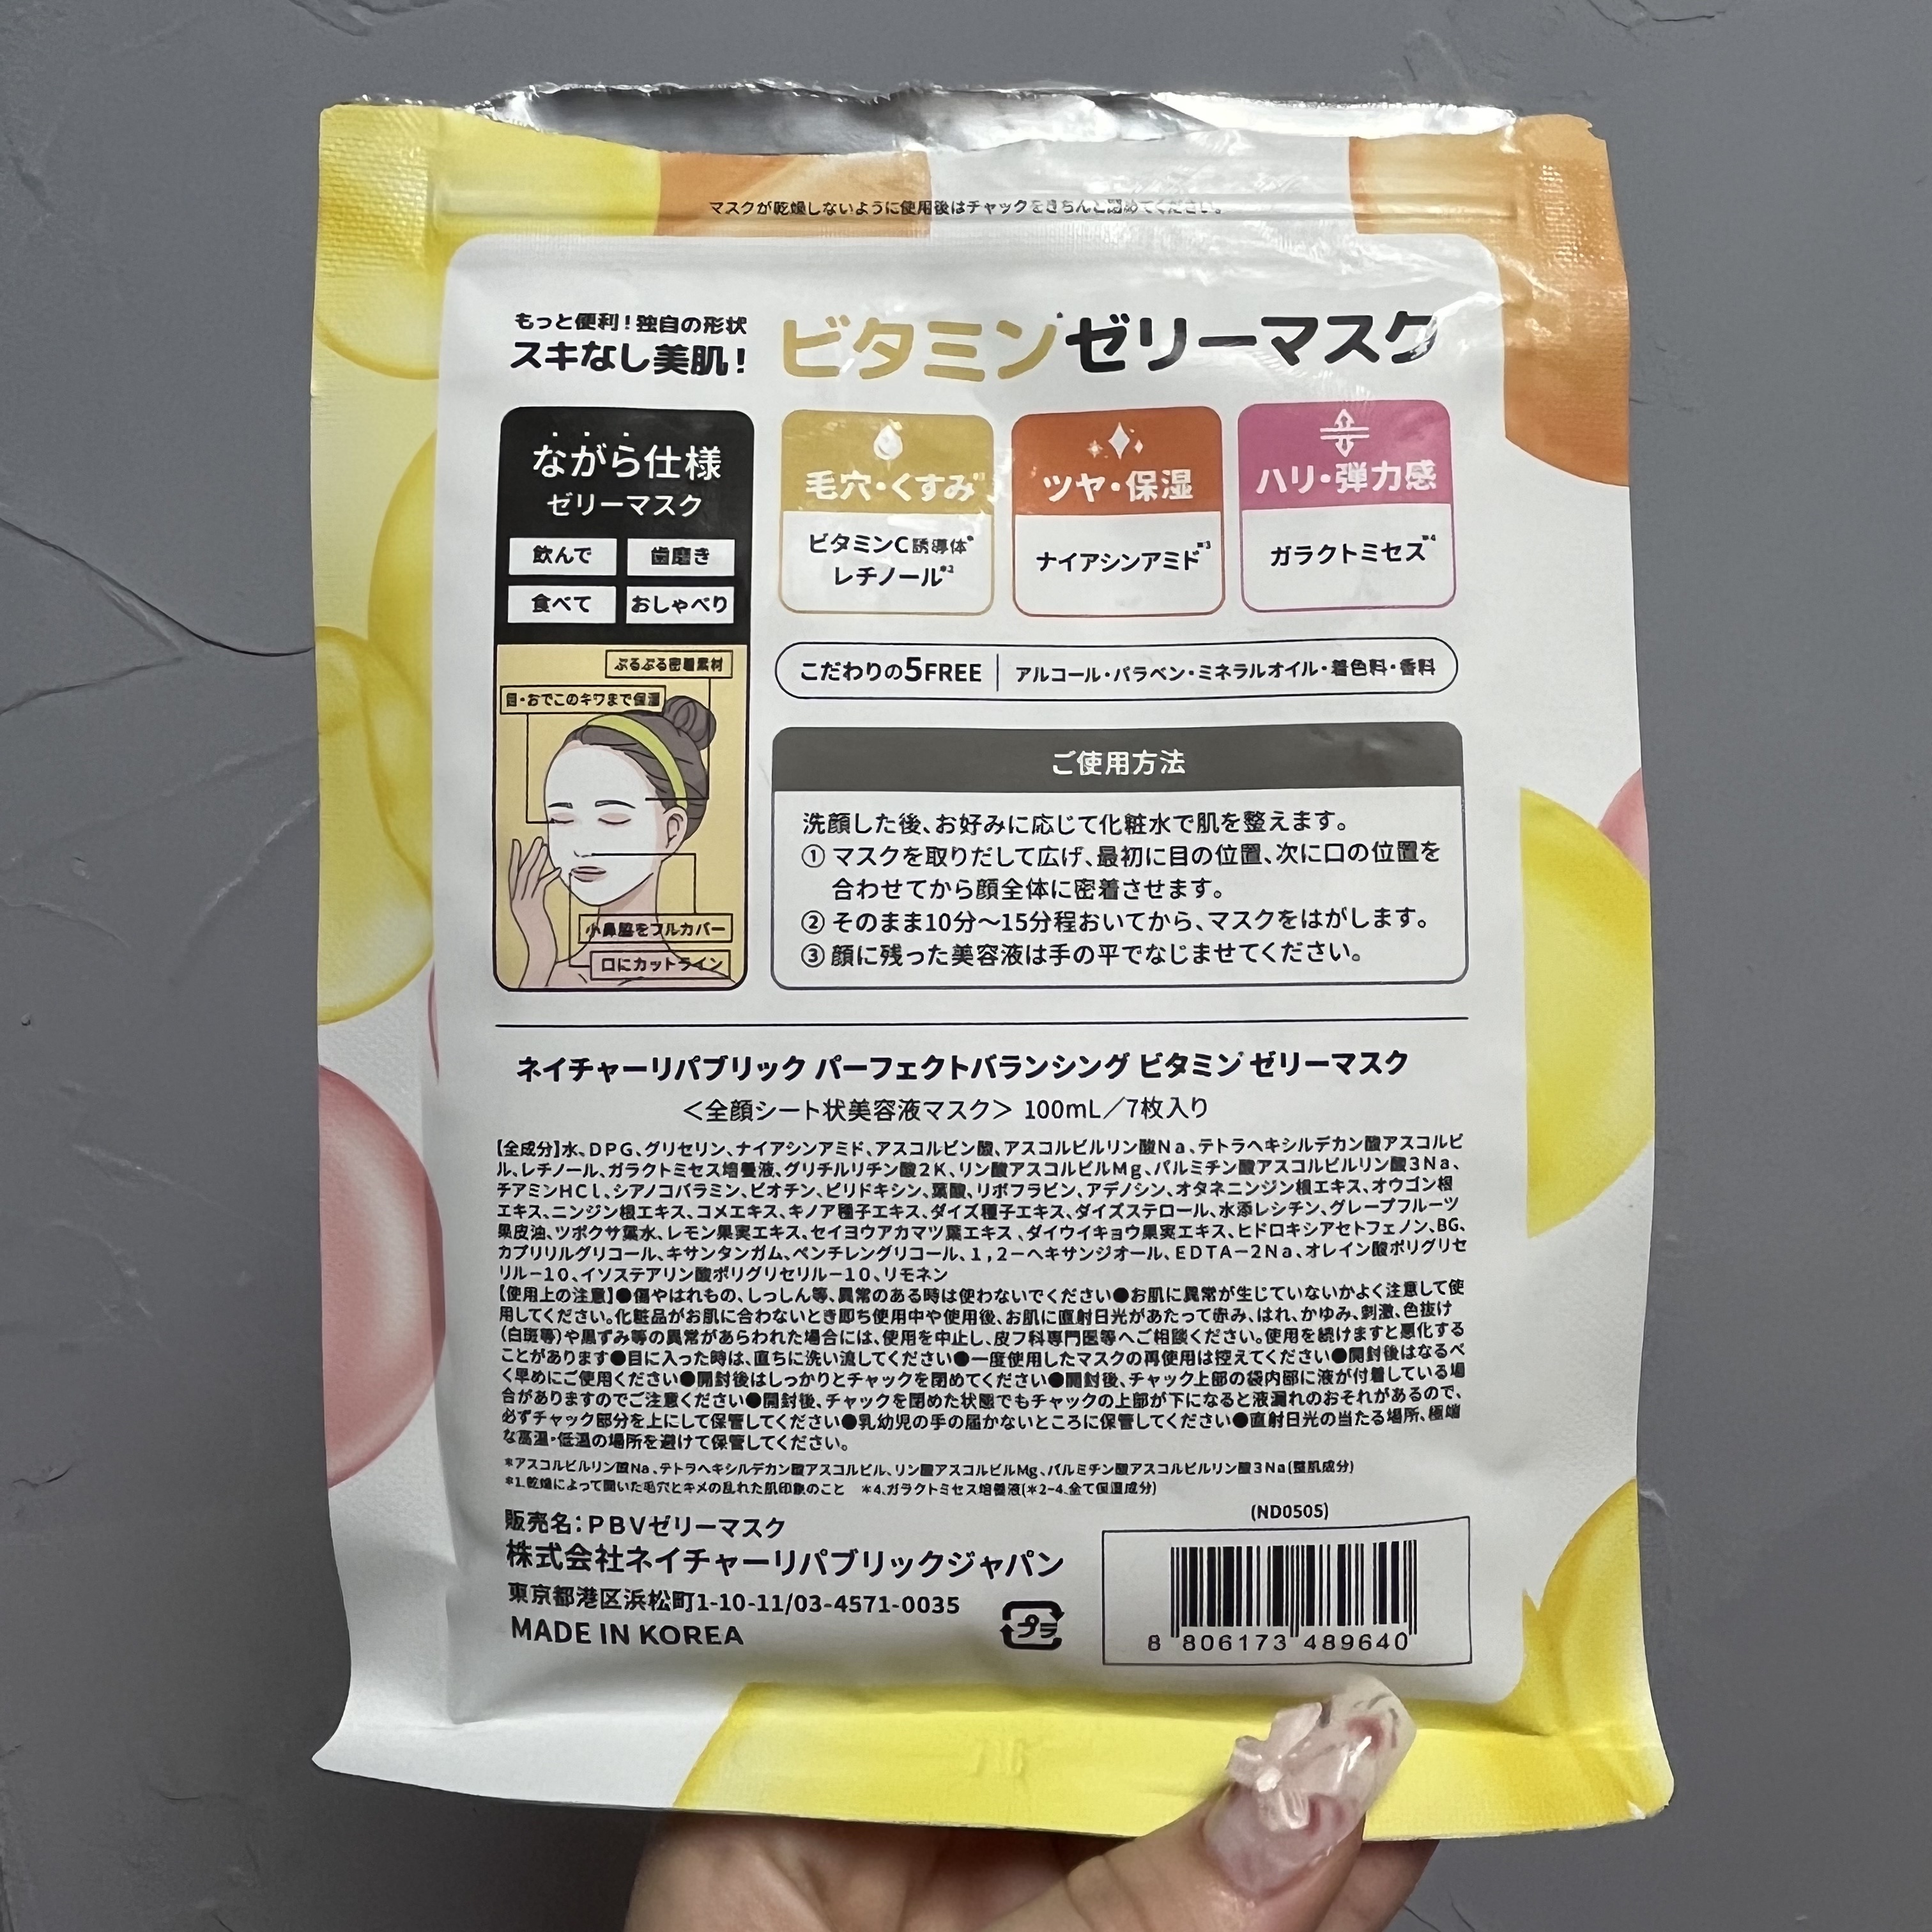 マスクが乾燥しないように使用後はチャックをきちんと閉めてください。
もっと便利!独自の形状
スキなし美肌!
ビタミンゼリーマスク
ながら仕様
ゼリーマスク
飲んで
歯磨き
食べて
おしゃべり
ぷるぷる密着素材
目・おでこのキワまで保湿
小鼻脇をフルカバー
口にカットライン
毛穴・くすみ*1
ビタミンC誘導体*
レチノール*2
ツヤ・保湿
ナイアシンアミド*3
ハリ・弾力感
ガラクトミセス*4
こだわりの5FREE
アルコール・パラベン・ミネラルオイル・着色料・香料
ご使用方法
洗顔した後、お好みに応じて化粧水で肌を整えます。
① マスクを取りだして広げ、最初に目の位置、次に口の位置を
合わせてから顔全体に密着させます。
② そのまま10分〜15分程おいてから、マスクをはがします。
③ 顔に残った美容液は手の平でなじませてください。
ネイチャーリパブリック パーフェクトバランシング ビタミン ゼリーマスク
＜全顔シート状美容液マスク＞ 100mL／7枚入り
【全成分】水、DPG、グリセリン、ナイアシンアミド、アスコルビン酸、アスコルビルリン酸Na、テトラヘキシルデカン酸アスコルビ
ル、レチノール、ガラクトミセス培養液、グリチルリチン酸2K、リン酸アスコルビルMg、パルミチン酸アスコルビルリン酸3Na、
チアミンHCl、シアノコバラミン、ビオチン、ピリドキシン、葉酸、リボフラビン、アデノシン、オタネニンジン根エキス、オウゴン根
エキス、ニンジン根エキス、コメエキス、キノア種子エキス、ダイズ種子エキス、ダイズステロール、水添レシチン、グレープフルーツ
果皮油、ツボクサ葉水、レモン果実エキス、セイヨウアカマツ葉エキス、ダイウイキョウ果実エキス、ヒドロキシアセトフェノン、BG、
カプリリルグリコール、キサンタンガム、ペンチレングリコール、1,2－ヘキサンジオール、EDTA－2Na、オレイン酸ポリグリセ
リル－10、イソステアリン酸ポリグリセリル－10、リモネン
【使用上の注意】●傷やはれもの、しっしん等、異常のある時は使わないでください●お肌に異常が生じていないかよく注意して使
用してください。化粧品がお肌に合わないとき即ち使用中や使用後、お肌に直射日光があたって赤み、はれ、かゆみ、刺激、色抜け
(白斑等)や黒ずみ等の異常があらわれた場合には、使用を中止し、皮フ科専門医等へご相談ください。使用を続けますと悪化する
ことがあります●目に入った時は、直ちに洗い流してください●一度使用したマスクの再使用は控えてください●開封後はなるべ
く早めにご使用ください●開封後はしっかりとチャックを閉めてください●開封後、チャック上部の袋内部に液が付着している場
合がありますのでご注意ください●開封後、チャックを閉めた状態でもチャックの上部が下になると液漏れのおそれがあるので、
必ずチャック部分を上にして保管してください●乳幼児の手の届かないところに保管してください●直射日光の当たる場所、極端
な高温・低温の場所を避けて保管してください。
*アスコルビルリン酸Na、テトラヘキシルデカン酸アスコルビル、リン酸アスコルビルMg、パルミチン酸アスコルビルリン酸3Na(整肌成分)
*1.乾燥によって開いた毛穴とキメの乱れた肌印象のこと *4.ガラクトミセス培養液(*2~4.全て保湿成分)
販売名：PBVゼリーマスク
株式会社ネイチャーリパブリックジャパン
東京都港区浜松町1-10-11/03-4571-0035
MADE IN KOREA
プラ
(ND0505)
8 806173 489640